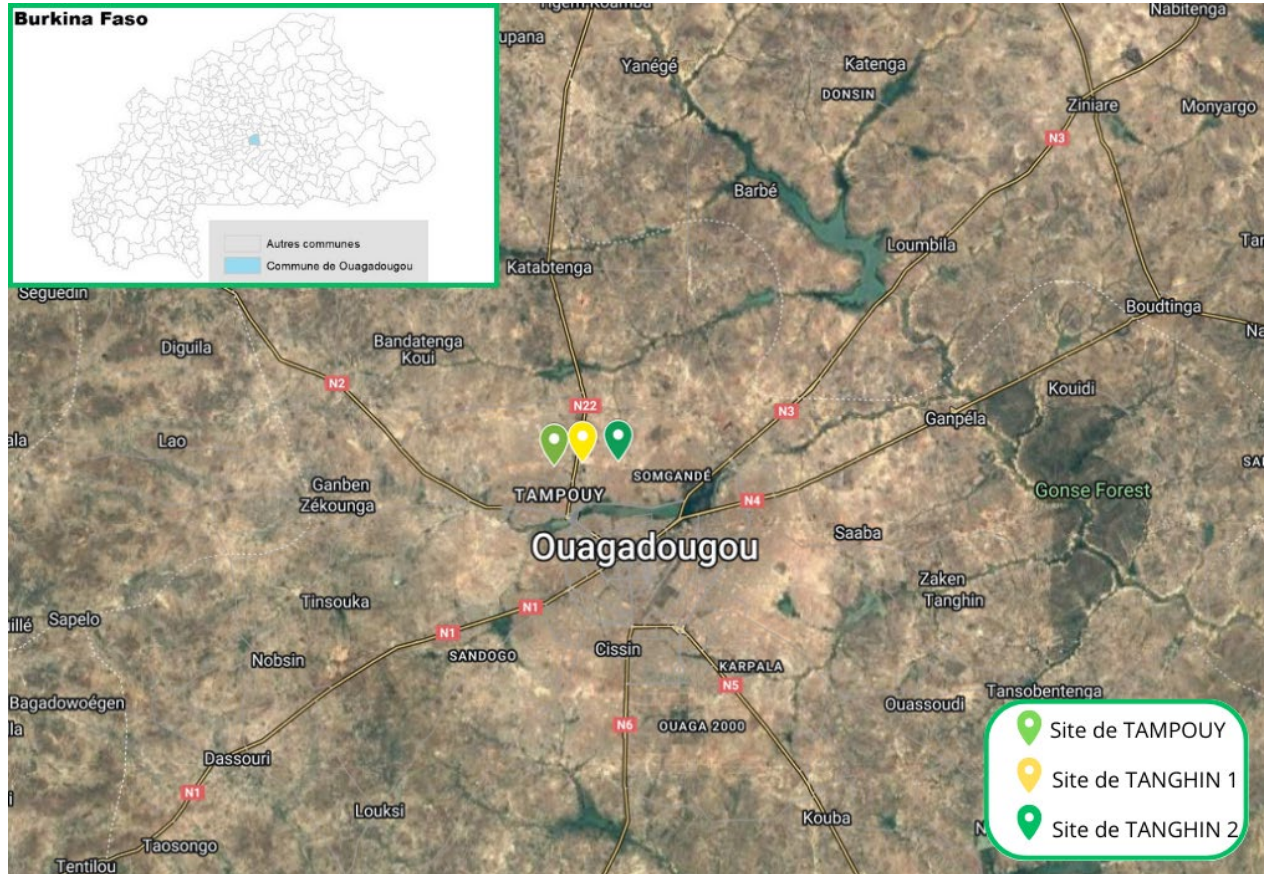 Burkina Faso
Autres communes
Commune de Ouagadougou
upana
Yanégé
Katenga
DONSIN
Nabitenga
Ziniare
Monyargo
N3
Barbé
Loumbila
Katabtenga
Boudtinga
Diguila
Bandatenga
Koui
N2
N22
N3
Kouidi
Ganpéla
Lao
Ganben
Zékounga
TAMPOUY
SOMGANDÉ
N4
Gonse Forest
Ouagadougou
Saaba
Zaken
Tanghin
Tinsouka
N1
Sapelo
N1
SANDOGO
Cissin
KARPALA
Nobsin
N5
Tansobentenga
Bagadowoégen
Ouassoudi
N6
OUAGA 2000
Dassouri
N1
Louksi
Kouba
Taosongo
Tentilou
Site de TAMPOUY
Site de TANGHIN 1
Site de TANGHIN 2